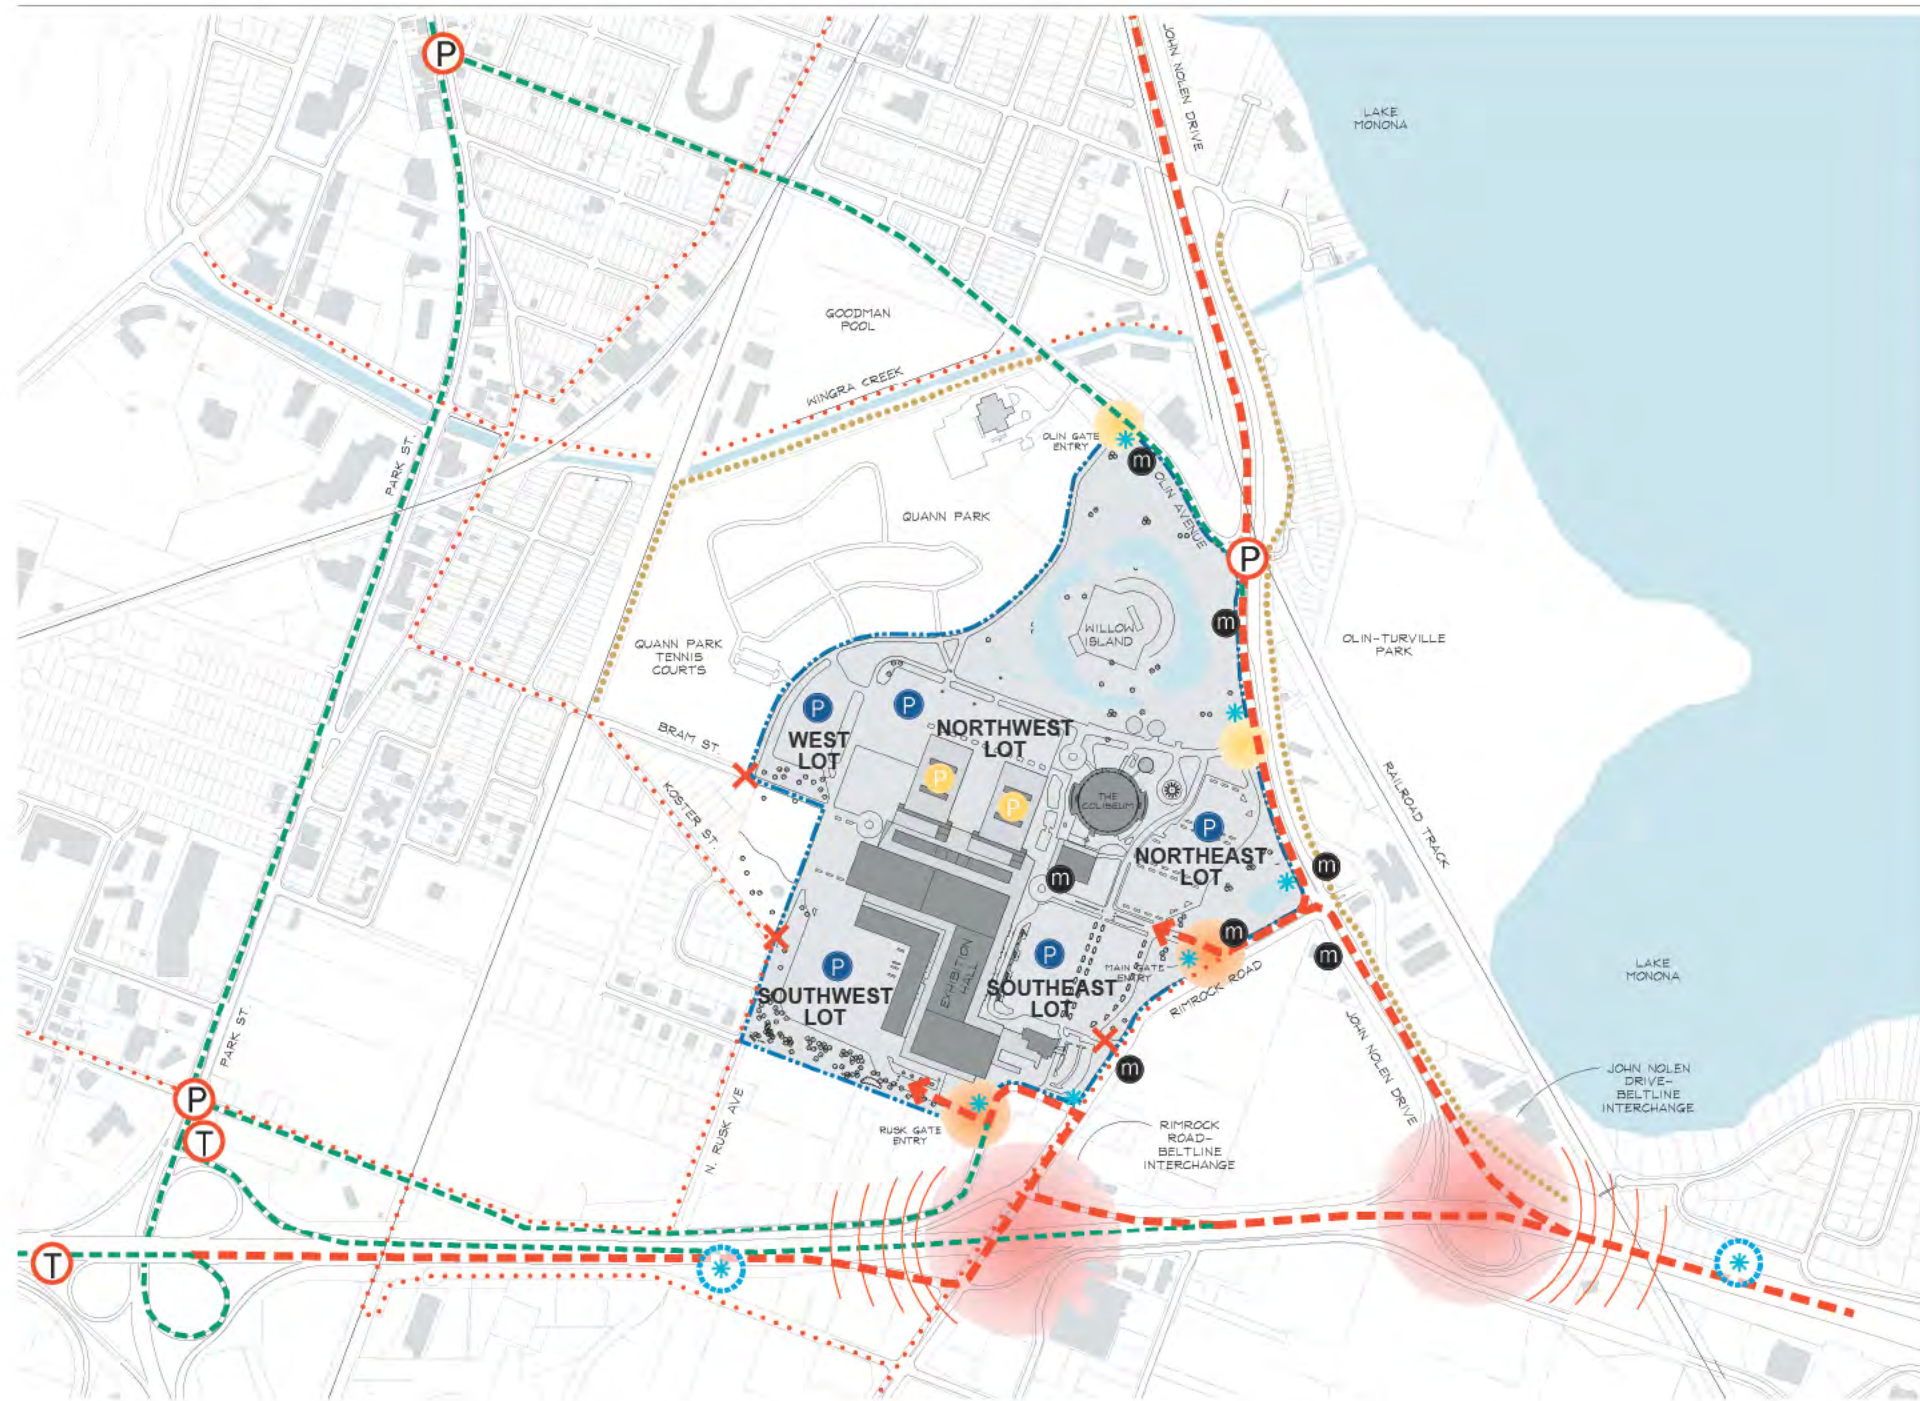 P
JOHN NOLEN DRIVE
LAKE
MONONA
GOODMAN
POOL
WINGRA CREEK
PARK ST.
OLIN GATE
ENTRY
m
OLIN AVENUE
QUANN PARK
P
m
WILLOW
ISLAND
OLIN-TURVILLE
PARK
QUANN PARK
TENNIS
COURTS
BRAM ST.
P
WEST
LOT
P
NORTHWEST
LOT
P
P
THE
COLISEUM
KOSTER ST.
P
NORTHEAST
LOT
RAILROAD TRACK
m
m
m
m
P
SOUTHWEST
LOT
EXHIBITION
HALL
P
SOUTHEAST
LOT
MAIN GATE
ENTRY
RIMROCK ROAD
LAKE
MONONA
PARK ST.
JOHN NOLEN DRIVE
m
JOHN NOLEN
DRIVE-
BELTLINE
INTERCHANGE
P
T
N. RUSK AVE
RUSK GATE
ENTRY
RIMROCK
ROAD-
BELTLINE
INTERCHANGE
T